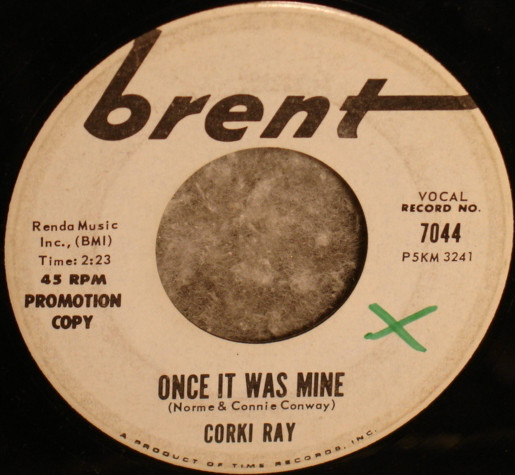 brent
Renda Music
Inc., (BMI)
Time: 2:23
45 RPM
PROMOTION
COPY
VOCAL
RECORD NO.
7044
P5KM 3241
ONCE IT WAS MINE
(Norme & Connie Conway)
CORKI RAY
A PRODUCT OF TIME RECORDS, INC.